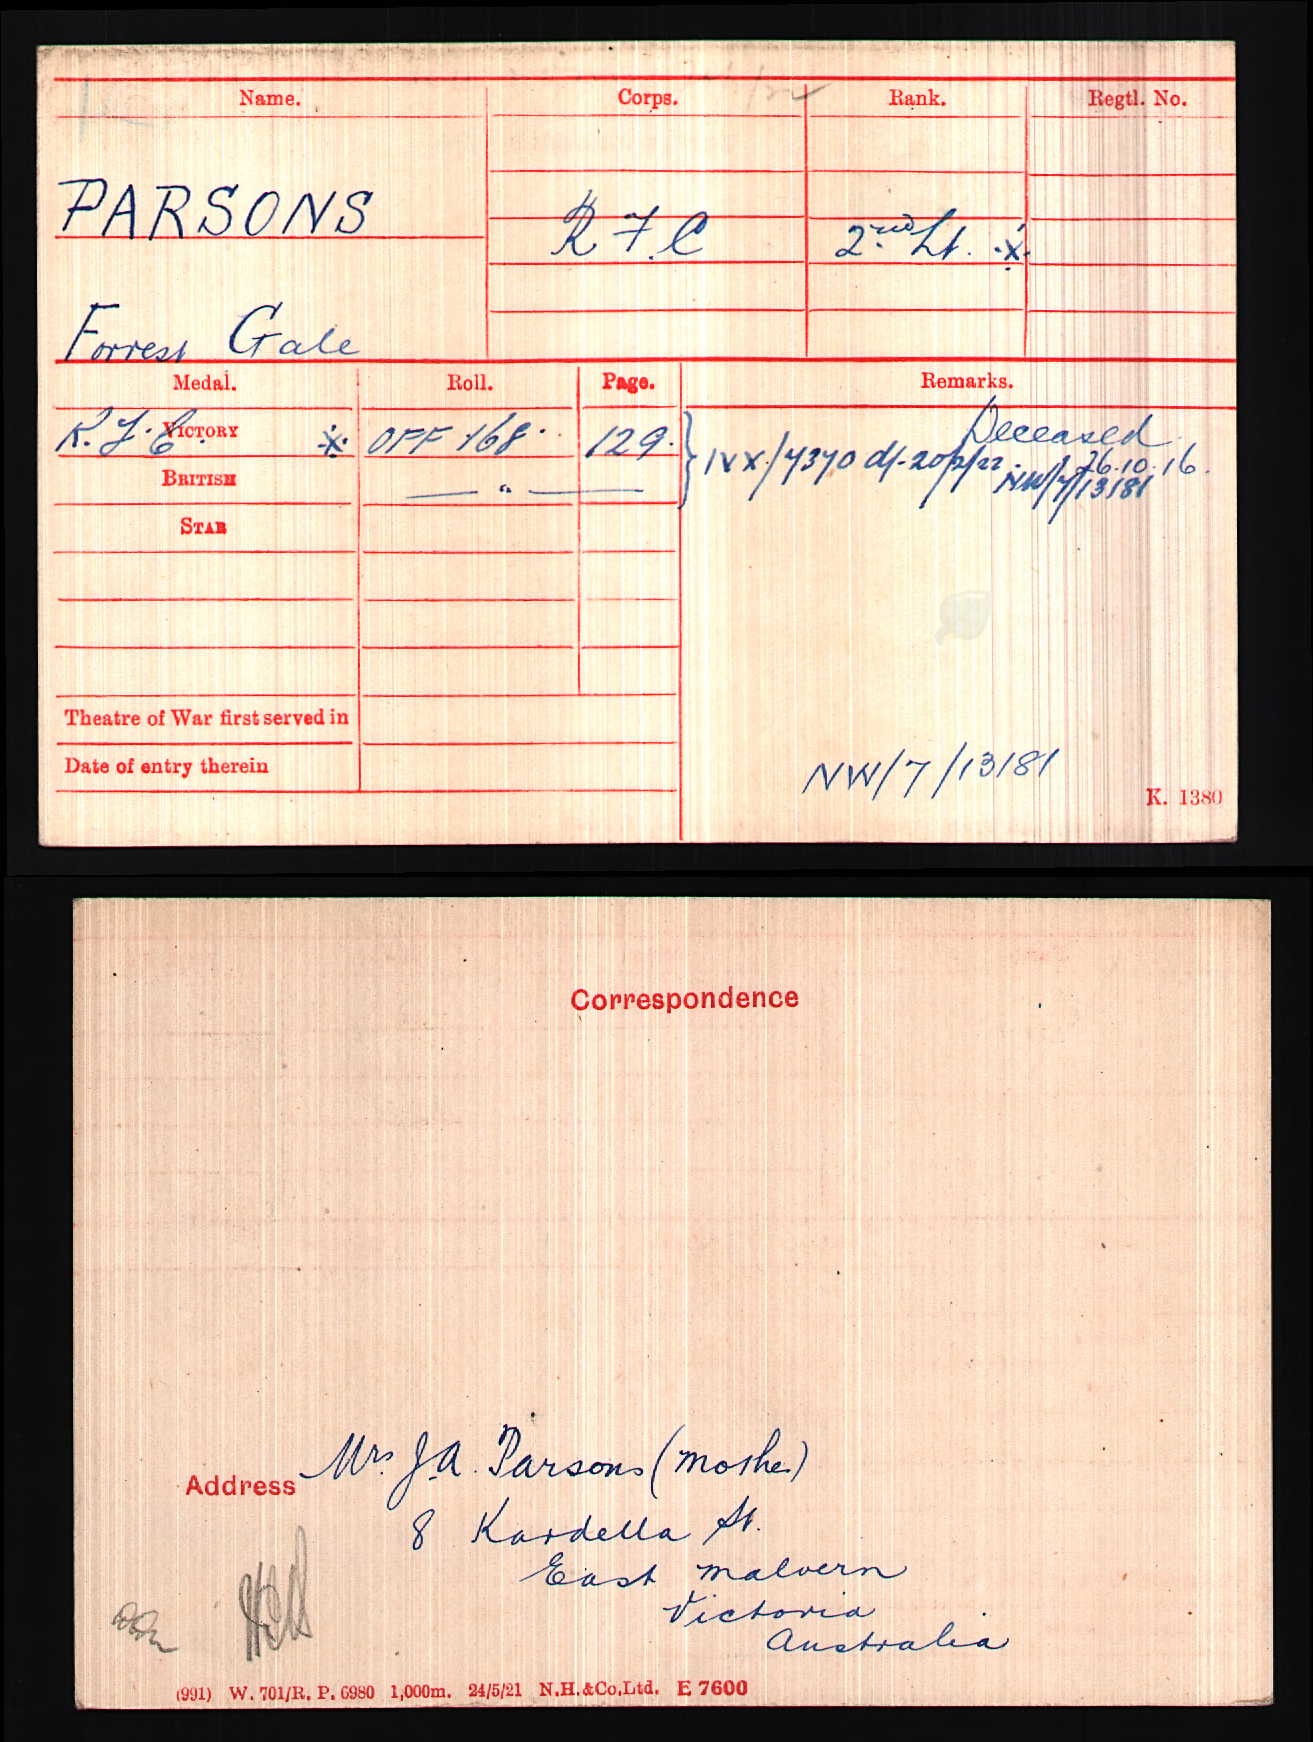 Name. Corps. Rank. Regtl. No.
PARSONS
R F.C 2nd Lt. ·X·
Forrest Gale
Medal. Roll. Page. Remarks.
Deceased
R.F.C. VICTORY ·X· OFF 168. 129. } IVX/4370 d/-20/2/22. 26.10.16.
BRITISH — " — NW/7/13181
STAR
Theatre of War first served in
Date of entry therein
NW/7/13181
K. 1380
Correspondence
Address Mrs J.A. Parsons (Mother)
8 Kardella St.
East Malvern
Victoria
Australia
(991) W. 701/R. P. 6980 1,000m. 24/5/21 N.H.&Co,Ltd. E 7600